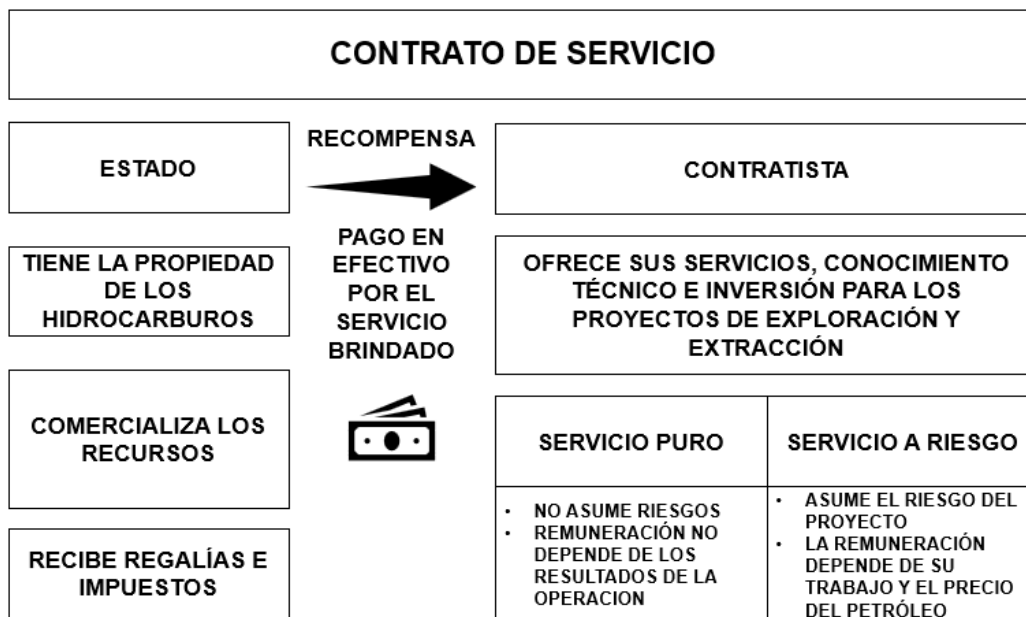 CONTRATO DE SERVICIO
ESTADO
TIENE LA PROPIEDAD
DE LOS
HIDROCARBUROS
COMERCIALIZA LOS
RECURSOS
RECIBE REGALÍAS E
IMPUESTOS
RECOMPENSA
PAGO EN
EFECTIVO
POR EL
SERVICIO
BRINDADO
CONTRATISTA
OFRECE SUS SERVICIOS, CONOCIMIENTO
TÉCNICO E INVERSIÓN PARA LOS
PROYECTOS DE EXPLORACIÓN Y
EXTRACCIÓN
SERVICIO PURO
• NO ASUME RIESGOS
• REMUNERACIÓN NO
DEPENDE DE LOS
RESULTADOS DE LA
OPERACION
SERVICIO A RIESGO
• ASUME EL RIESGO DEL
PROYECTO
• LA REMUNERACIÓN
DEPENDE DE SU
TRABAJO Y EL PRECIO
DEL PETRÓLEO